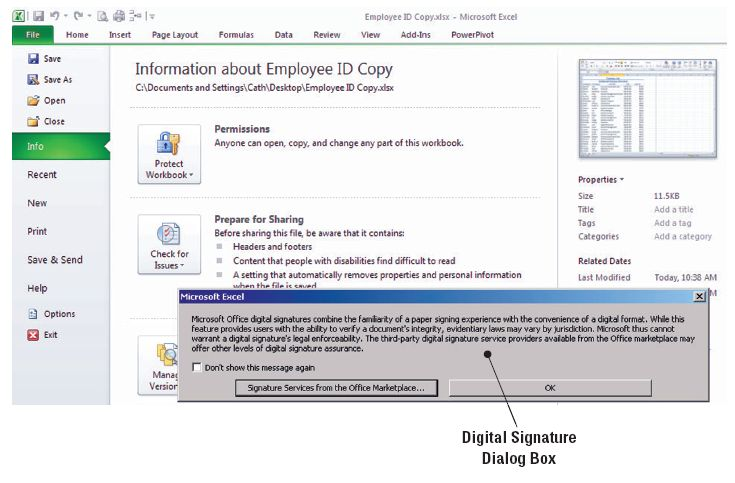 Employee ID Copy.xlsx - Microsoft Excel
File Home Insert Page Layout Formulas Data Review View Add-Ins PowerPivot
Save
Save As
Open
Close
Info
Recent
New
Print
Save & Send
Help
Options
Exit
Information about Employee ID Copy
C:\Documents and Settings\Cath\Desktop\Employee ID Copy.xlsx
Protect
Workbook
Permissions
Anyone can open, copy, and change any part of this workbook.
Check for
Issues
Prepare for Sharing
Before sharing this file, be aware that it contains:
Headers and footers
Content that people with disabilities find difficult to read
A setting that automatically removes properties and personal information
when the file is saved
Properties
Size 11.5KB
Title Add a title
Tags Add a tag
Categories Add a category
Related Dates
Last Modified Today, 10:38 AM
M
Manag
Version
Microsoft Excel
Microsoft Office digital signatures combine the familiarity of a paper signing experience with the convenience of a digital format. While this
feature provides users with the ability to verify a document's integrity, evidentiary laws may vary by jurisdiction. Microsoft thus cannot
warrant a digital signature's legal enforceability. The third-party digital signature service providers available from the Office marketplace may
offer other levels of digital signature assurance.
Don't show this message again
Signature Services from the Office Marketplace... OK
Digital Signature
Dialog Box